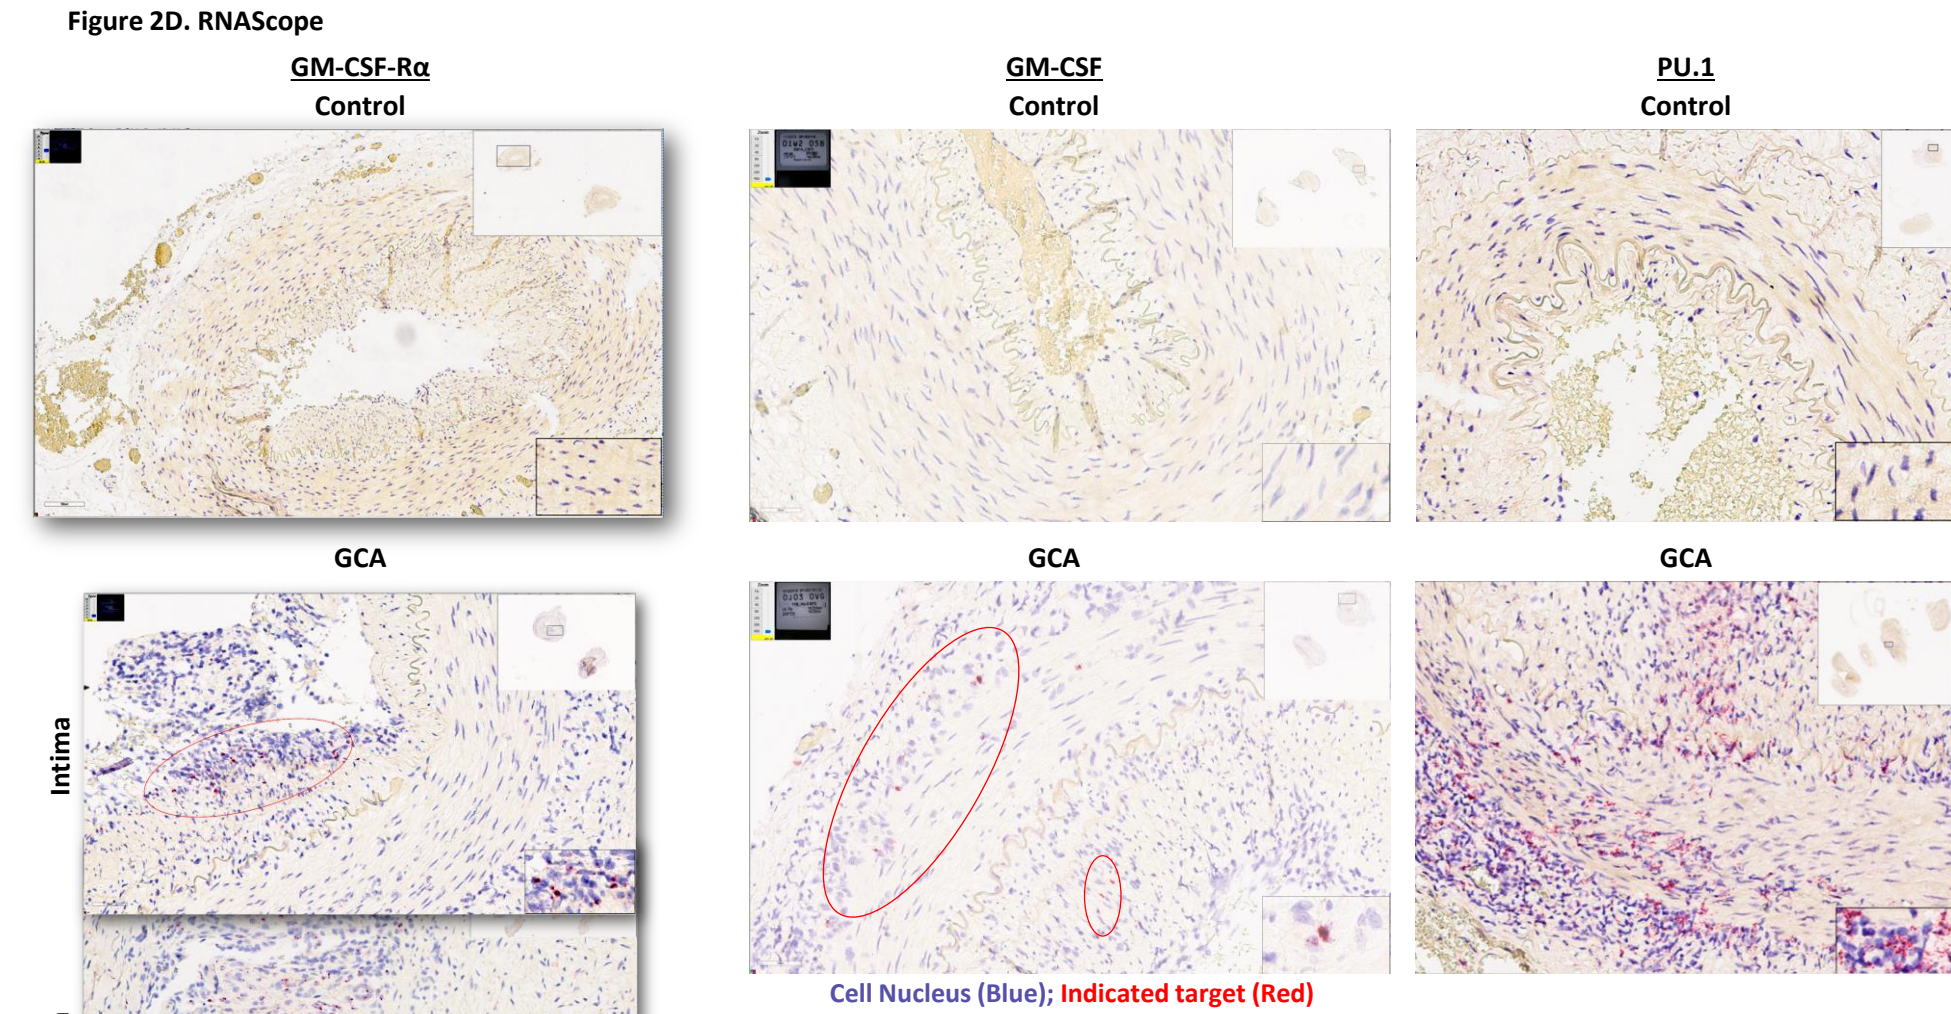 Figure 2D. RNAScope
GM-CSF-Rα
Control
GM-CSF
Control
PU.1
Control
GCA
GCA
GCA
Intima
Cell Nucleus (Blue); Indicated target (Red)